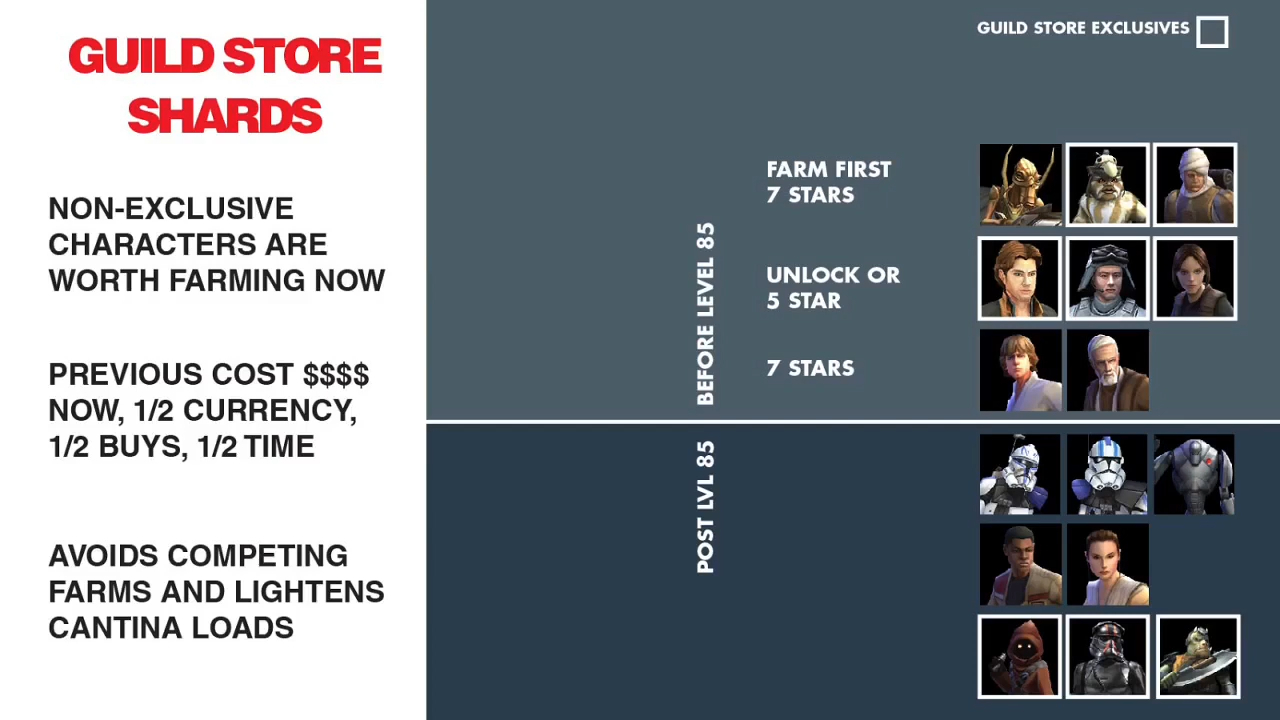 GUILD STORE
SHARDS
NON-EXCLUSIVE
CHARACTERS ARE
WORTH FARMING NOW
PREVIOUS COST $$$$
NOW, 1/2 CURRENCY,
1/2 BUYS, 1/2 TIME
AVOIDS COMPETING
FARMS AND LIGHTENS
CANTINA LOADS
GUILD STORE EXCLUSIVES
BEFORE LEVEL 85
FARM FIRST
7 STARS
UNLOCK OR
5 STAR
7 STARS
POST LVL 85